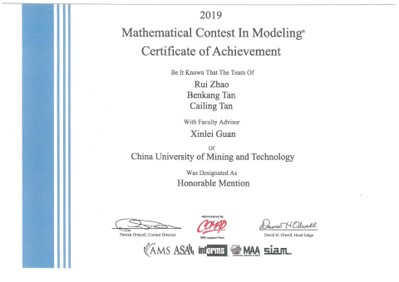 2019
Mathematical Contest In Modeling®
Certificate of Achievement
Be It Known That The Team Of
Rui Zhao
Benkang Tan
Cailing Tan
With Faculty Advisor
Xinlei Guan
Of
China University of Mining and Technology
Was Designated As
Honorable Mention
Administered by
Patrick Driscoll, Contest Director
David H. Olwell, Head Judge
AMS ASA informs MAA siam